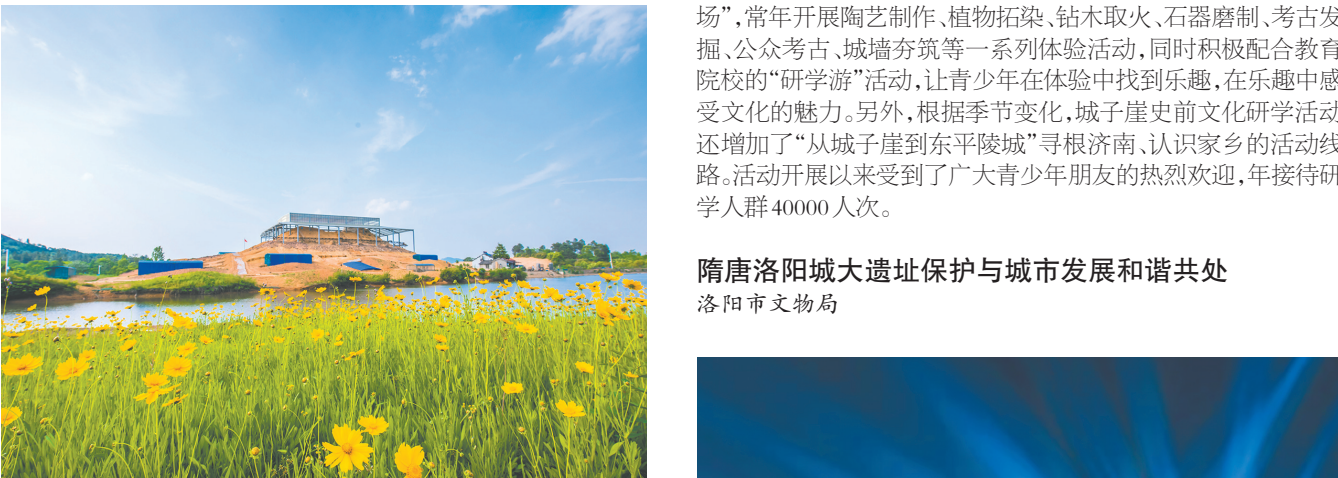 场”，常年开展陶艺制作、植物拓染、钻木取火、石器磨制、考古发
掘、公众考古、城墙夯筑等一系列体验活动，同时积极配合教育
院校的“研学游”活动，让青少年在体验中找到乐趣，在乐趣中感
受文化的魅力。另外，根据季节变化，城子崖史前文化研学活动
还增加了“从城子崖到东平陵城”寻根济南、认识家乡的活动线
路。活动开展以来受到了广大青少年朋友的热烈欢迎，年接待研
学人群40000人次。
隋唐洛阳城大遗址保护与城市发展和谐共处
洛阳市文物局